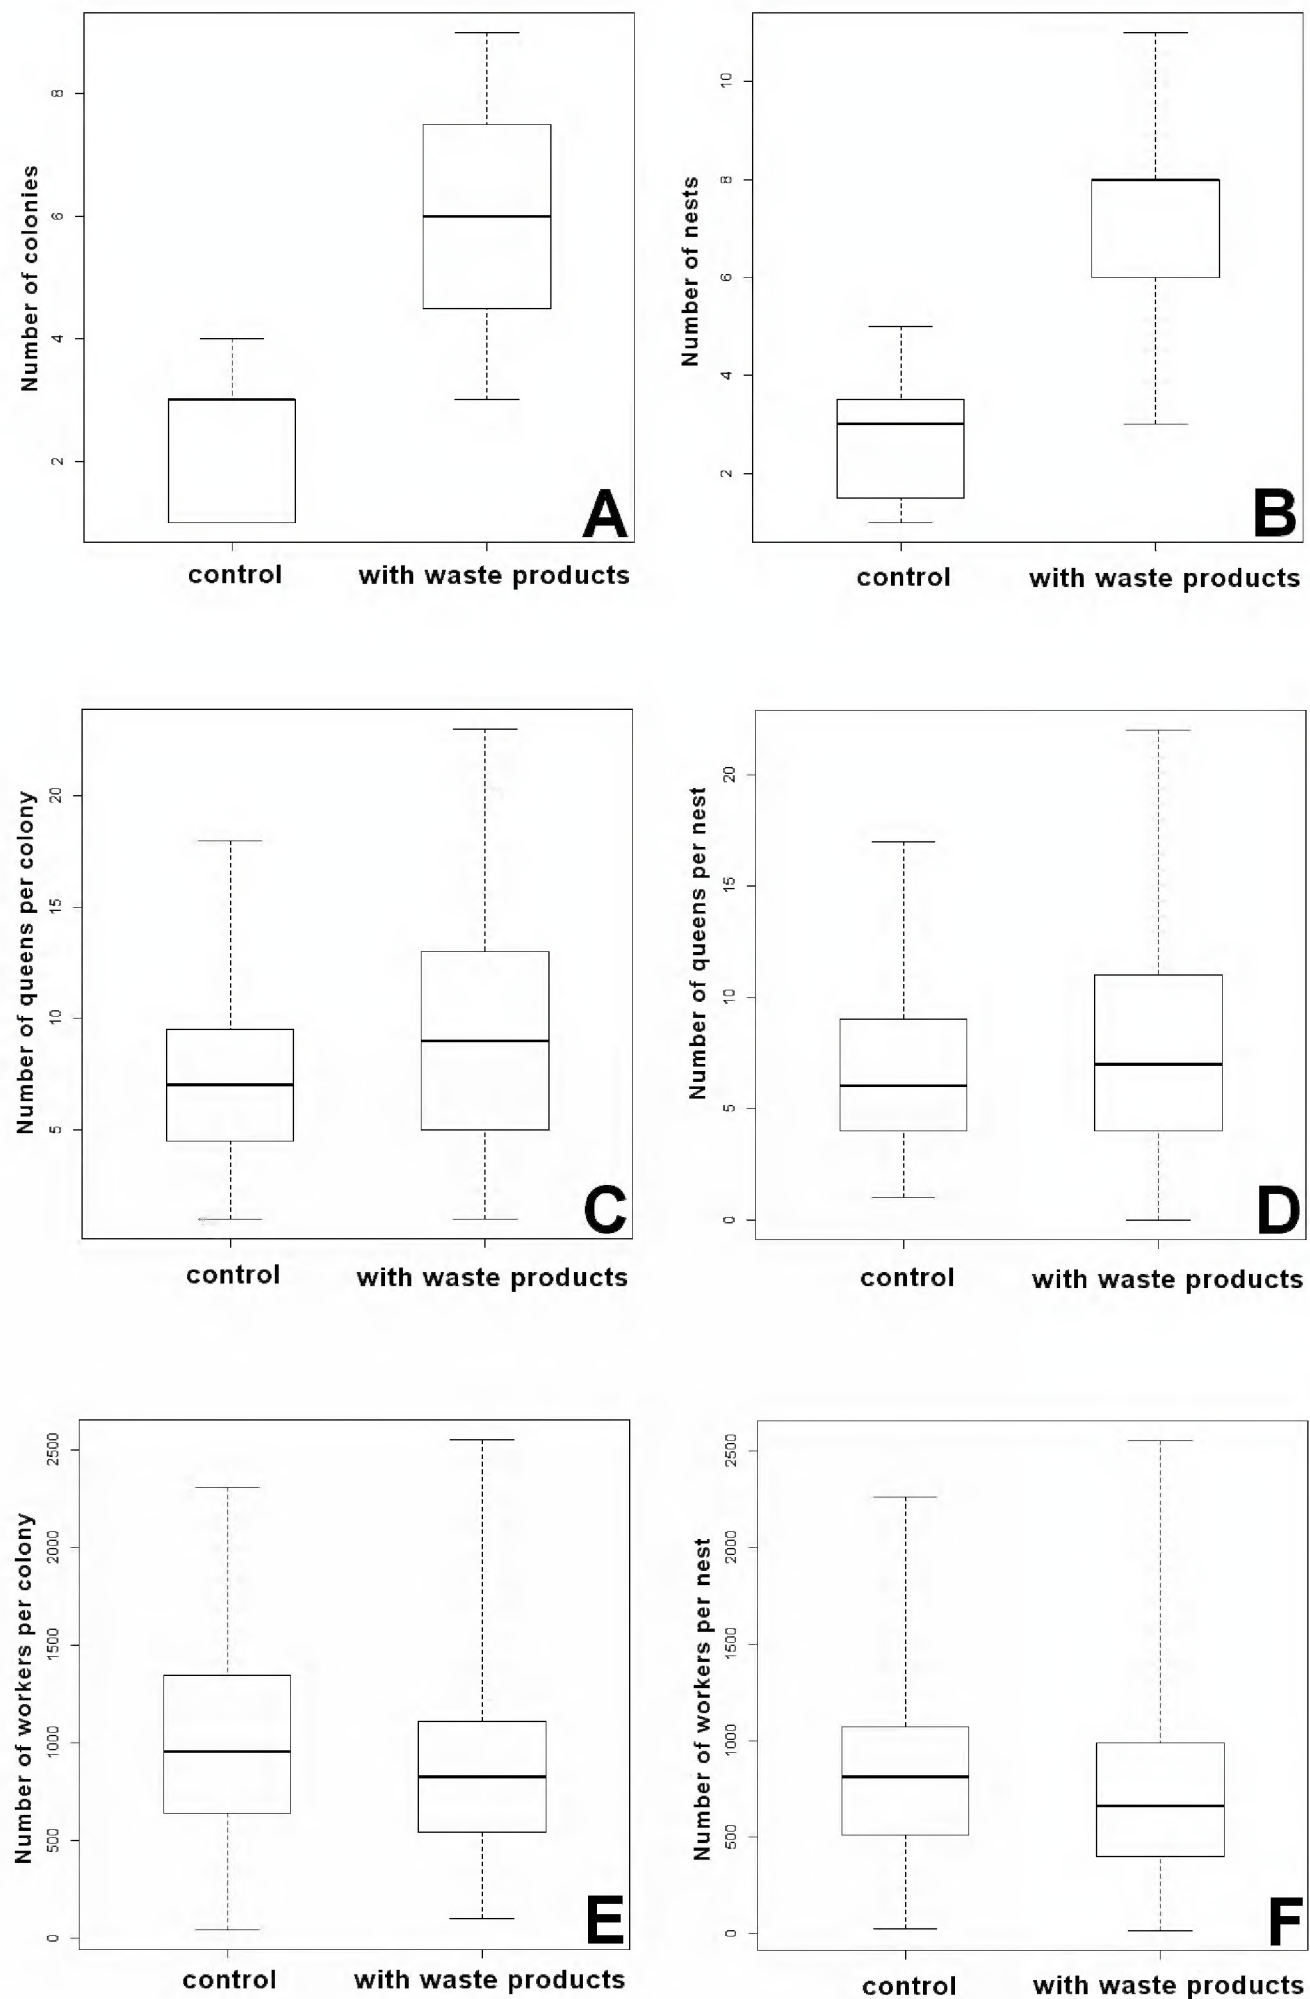 Number of colonies
8
6
4
2
A
control
with waste products
Number of nests
10
8
6
4
2
B
control
with waste products
Number of queens per colony
20
15
10
5
C
control
with waste products
Number of queens per nest
20
15
10
5
0
D
control
with waste products
Number of workers per colony
2500
2000
1500
1000
500
0
E
control
with waste products
Number of workers per nest
2500
2000
1500
1000
500
0
F
control
with waste products